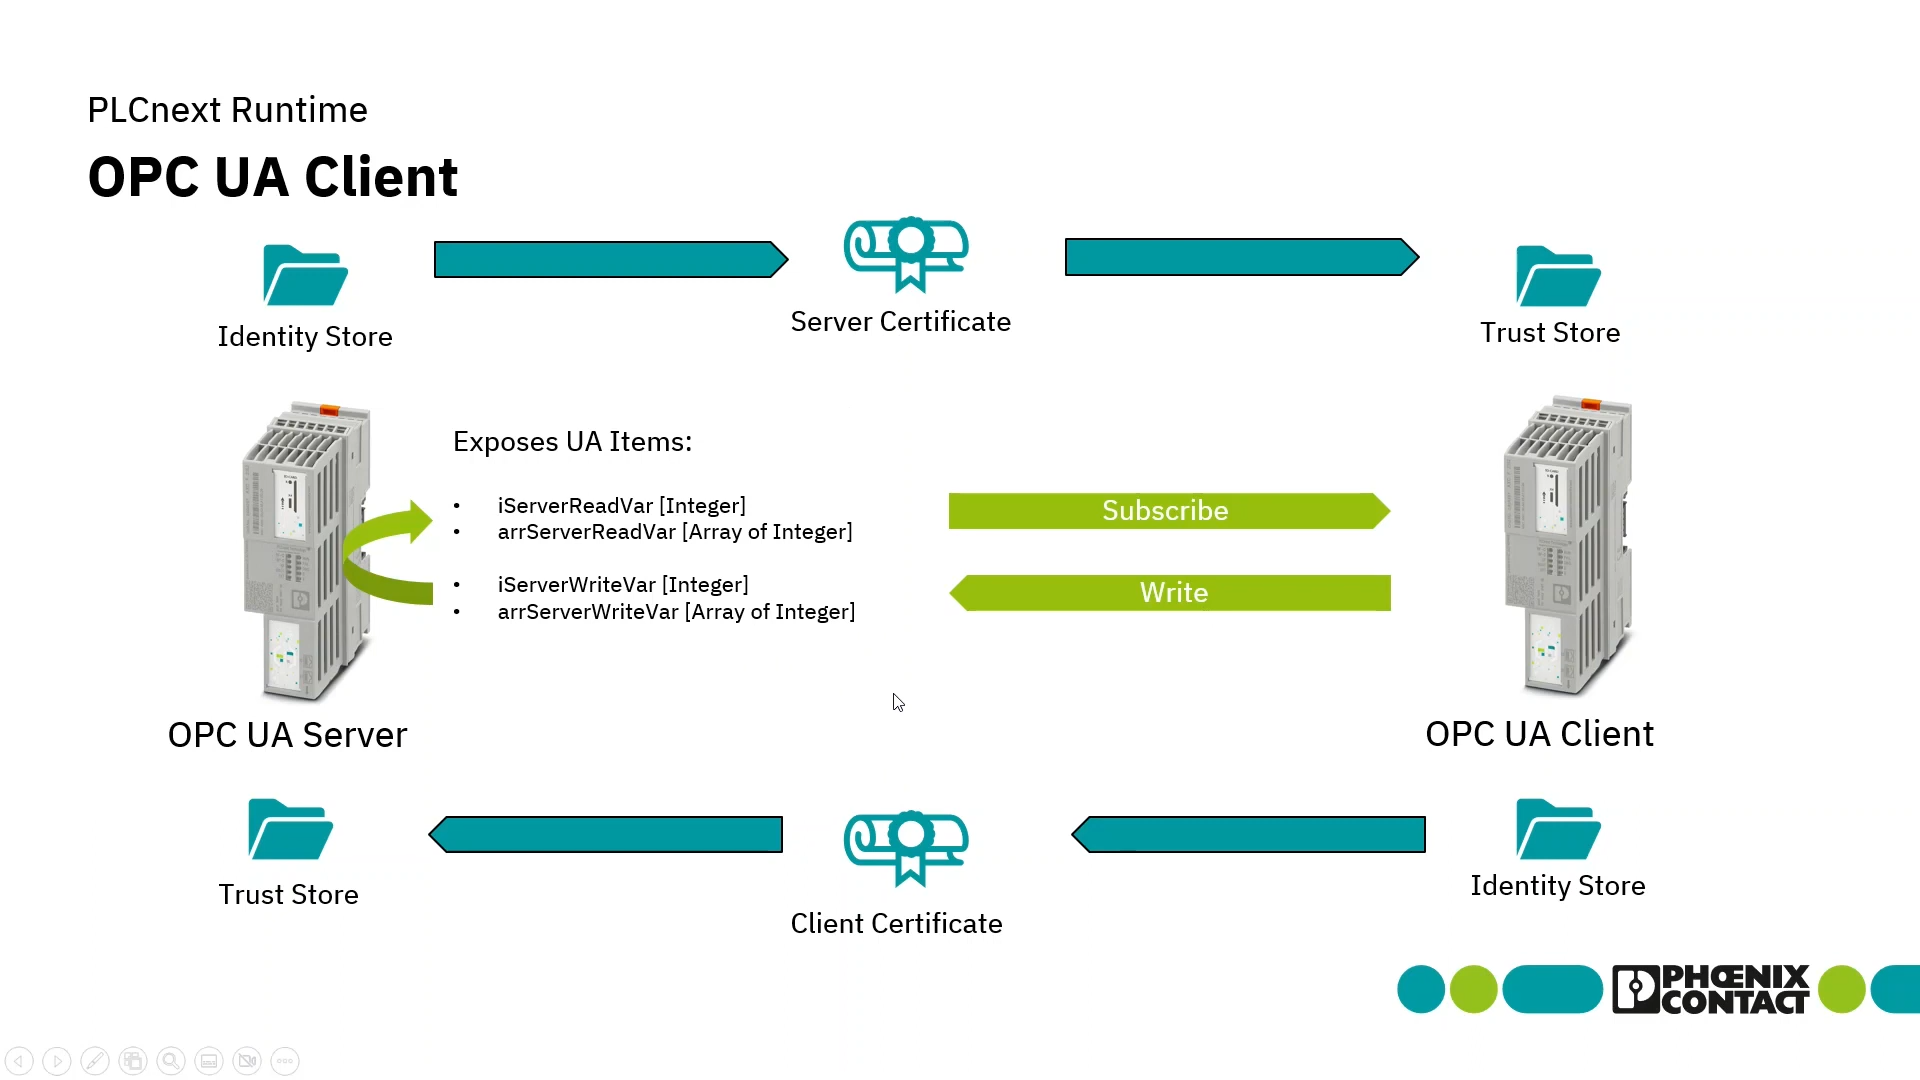 PLCnext Runtime
OPC UA Client
Identity Store
Server Certificate
Trust Store
Exposes UA Items:
• iServerReadVar [Integer]
• arrServerReadVar [Array of Integer]
• iServerWriteVar [Integer]
• arrServerWriteVar [Array of Integer]
Subscribe
Write
OPC UA Server
OPC UA Client
Trust Store
Client Certificate
Identity Store
PHŒNIX
CONTACT